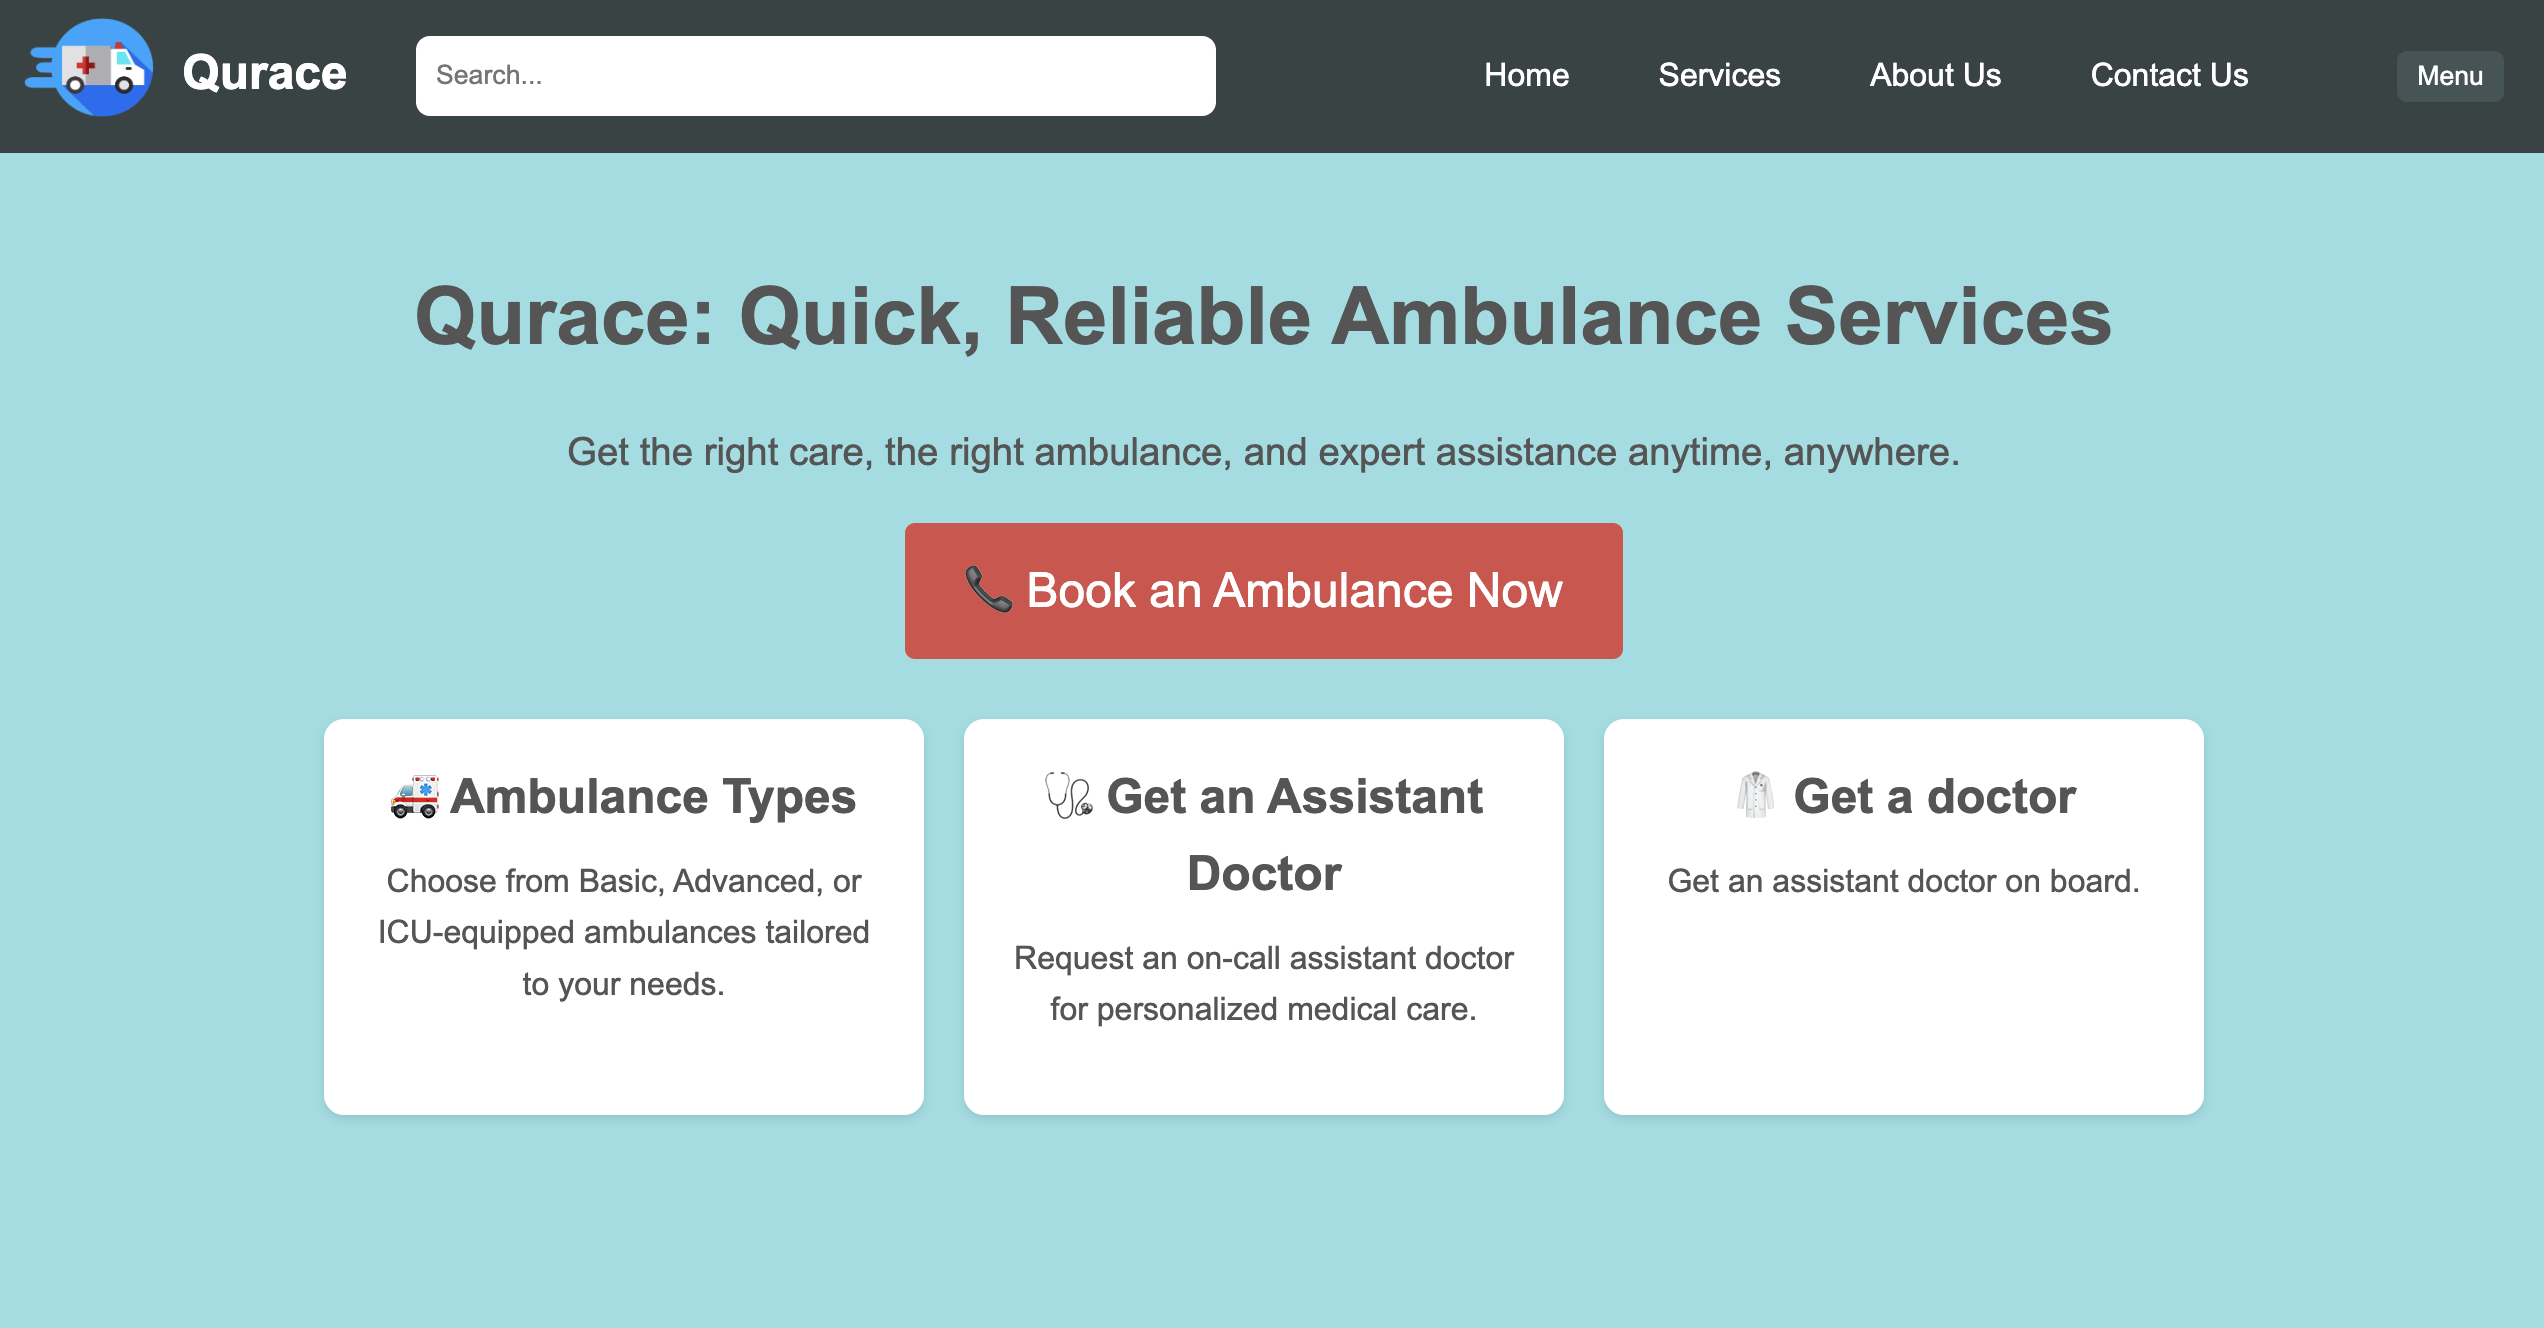 Qurace
Search...
Home
Services
About Us
Contact Us
Menu
Qurace: Quick, Reliable Ambulance Services
Get the right care, the right ambulance, and expert assistance anytime, anywhere.
📞 Book an Ambulance Now
🚑 Ambulance Types
Choose from Basic, Advanced, or
ICU-equipped ambulances tailored
to your needs.
🩺 Get an Assistant
Doctor
Request an on-call assistant doctor
for personalized medical care.
🥼 Get a doctor
Get an assistant doctor on board.